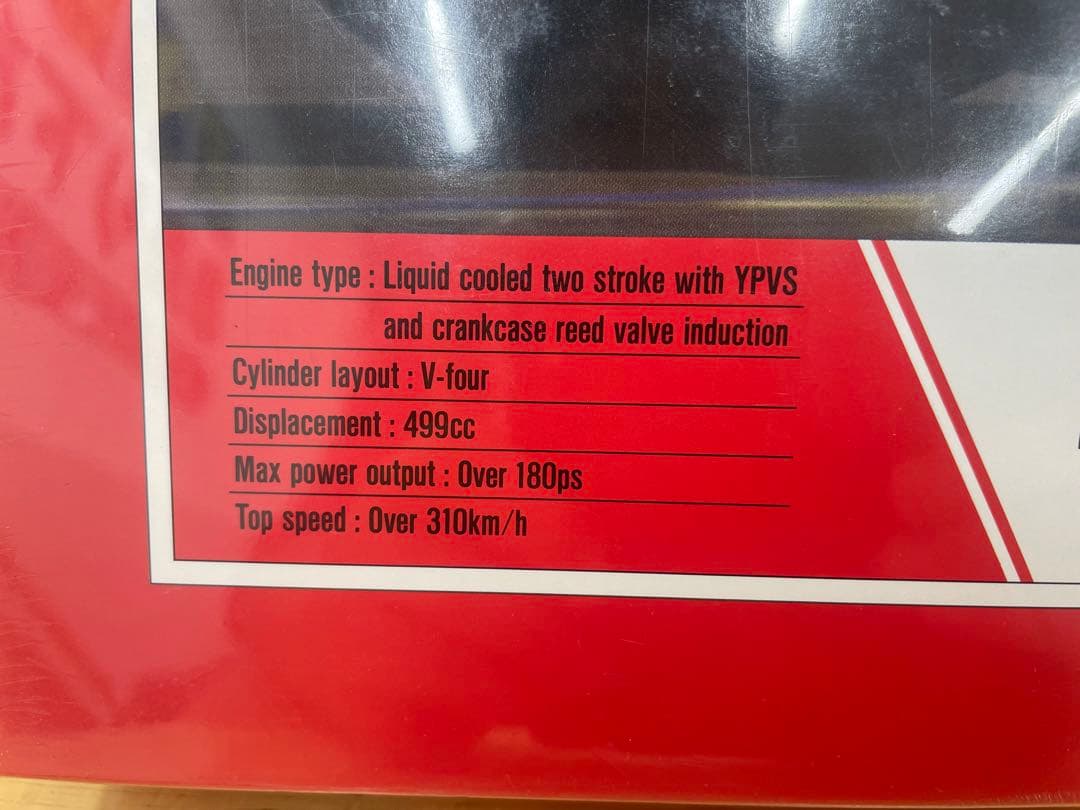 Engine type : Liquid cooled two stroke with YPVS
and crankcase reed valve induction
Cylinder layout : V-four
Displacement : 499cc
Max power output : Over 180ps
Top speed : Over 310km/h